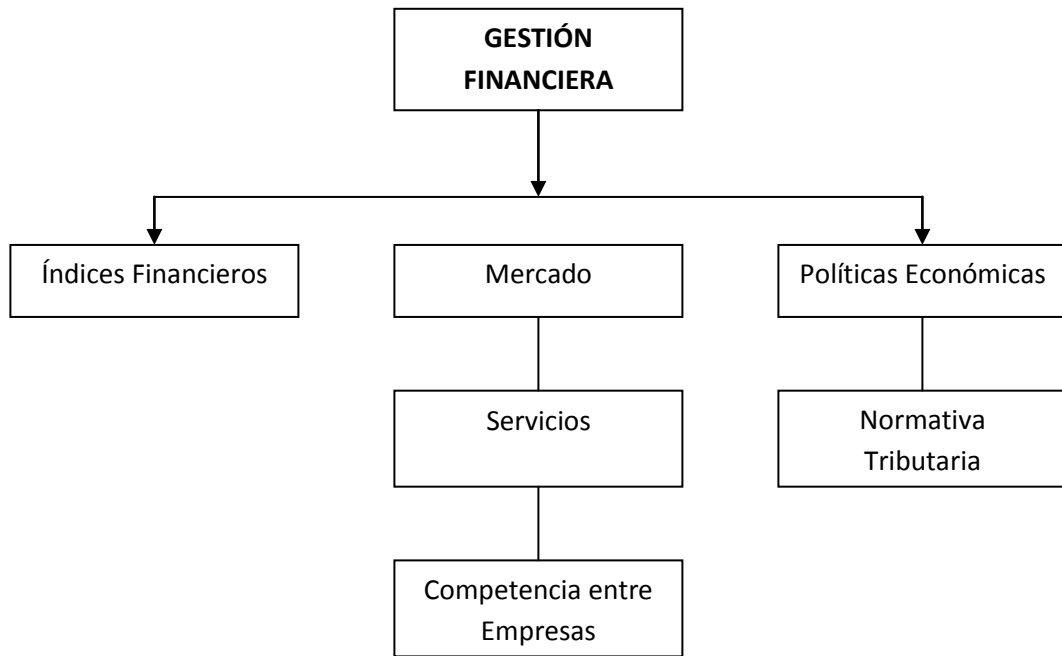 GESTIÓN
FINANCIERA
Índices Financieros
Mercado
Políticas Económicas
Servicios
Normativa
Tributaria
Competencia entre
Empresas